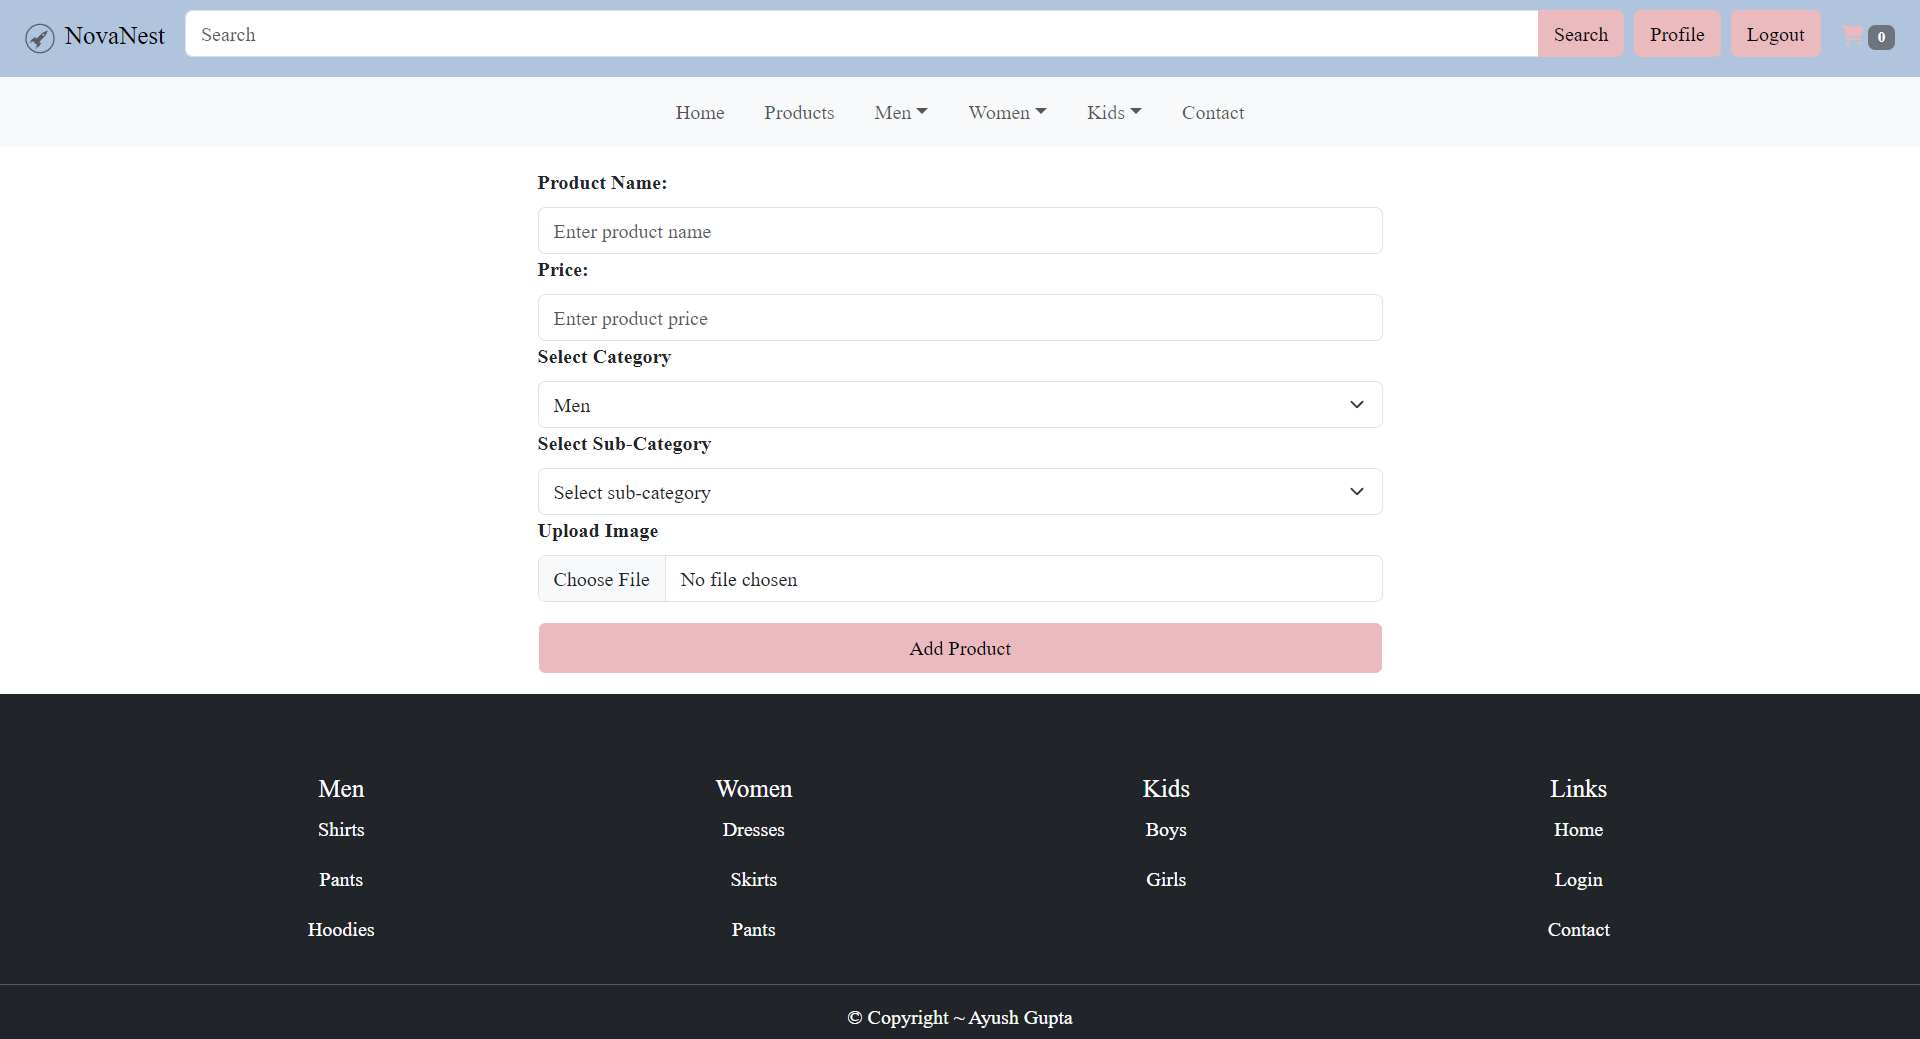 NovaNest Search Search Profile Logout 0
Home Products Men Women Kids Contact
Product Name:
Enter product name
Price:
Enter product price
Select Category
Men
Select Sub-Category
Select sub-category
Upload Image
Choose File No file chosen
Add Product
Men Women Kids Links
Shirts Dresses Boys Home
Pants Skirts Girls Login
Hoodies Pants Contact
© Copyright ~ Ayush Gupta